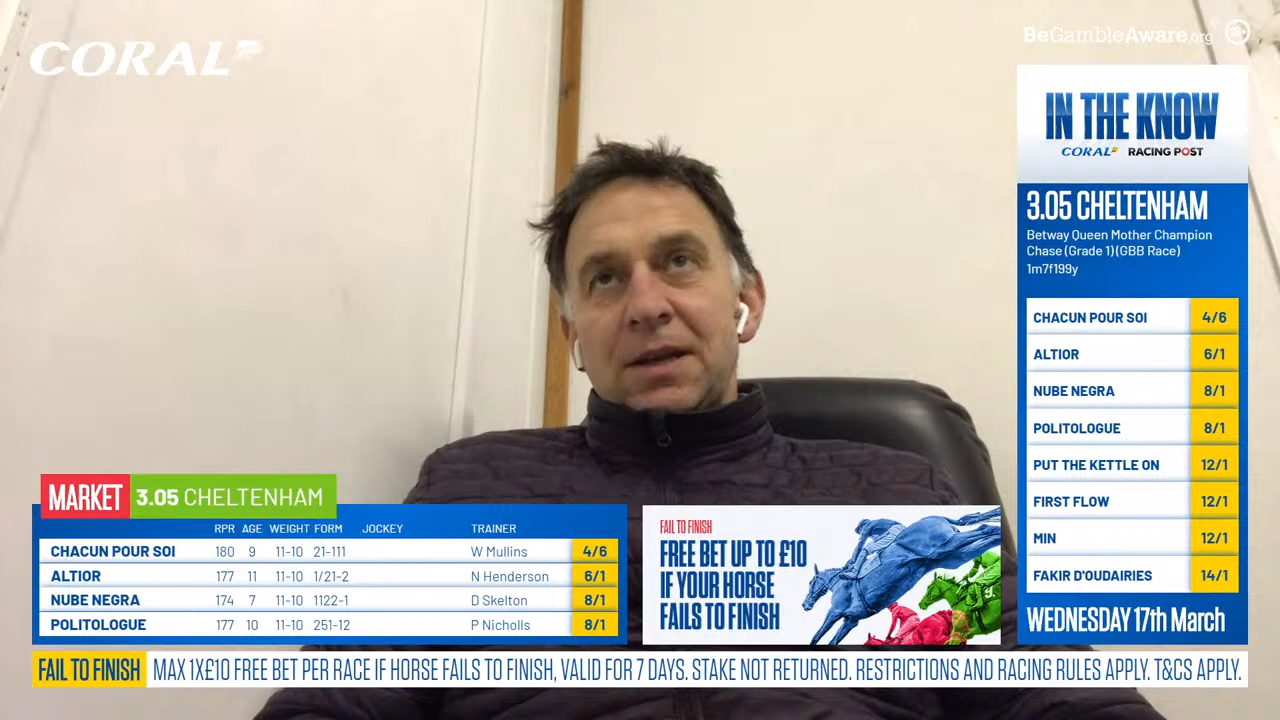 CORAL
BeGambleAware.org 18+
IN THE KNOW
CORAL RACING POST
3.05 CHELTENHAM
Betway Queen Mother Champion
Chase (Grade 1) (GBB Race)
1m7f199y
CHACUN POUR SOI 4/6
ALTIOR 6/1
NUBE NEGRA 8/1
POLITOLOGUE 8/1
PUT THE KETTLE ON 12/1
FIRST FLOW 12/1
MIN 12/1
FAKIR D'OUDAIRIES 14/1
WEDNESDAY 17th March
MARKET 3.05 CHELTENHAM
RPR AGE WEIGHT FORM JOCKEY TRAINER
CHACUN POUR SOI 180 9 11-10 21-111 W Mullins 4/6
ALTIOR 177 11 11-10 1/21-2 N Henderson 6/1
NUBE NEGRA 174 7 11-10 1122-1 D Skelton 8/1
POLITOLOGUE 177 10 11-10 251-12 P Nicholls 8/1
FAIL TO FINISH
FREE BET UP TO £10
IF YOUR HORSE
FAILS TO FINISH
FAIL TO FINISH MAX 1X£10 FREE BET PER RACE IF HORSE FAILS TO FINISH, VALID FOR 7 DAYS. STAKE NOT RETURNED. RESTRICTIONS AND RACING RULES APPLY. T&CS APPLY.